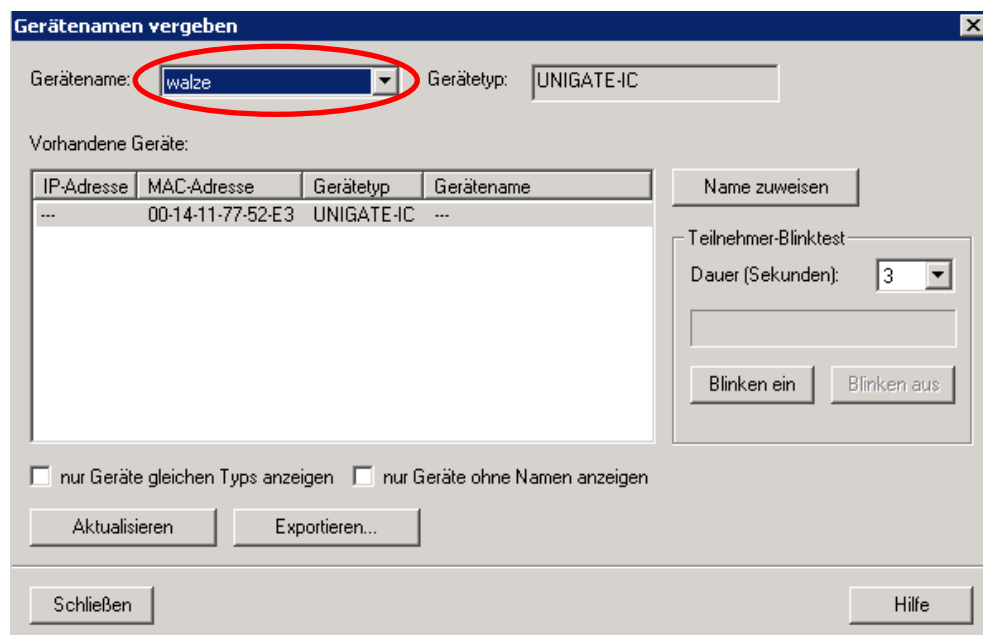 Gerätenamen vergeben
Gerätename: walze Gerätetyp: UNIGATE-IC
Vorhandene Geräte:
IP-Adresse MAC-Adresse Gerätetyp Gerätename
--- 00-14-11-77-52-E3 UNIGATE-IC ---
Name zuweisen
Teilnehmer-Blinktest
Dauer (Sekunden): 3
Blinken ein Blinken aus
nur Geräte gleichen Typs anzeigen nur Geräte ohne Namen anzeigen
Aktualisieren Exportieren...
Schließen Hilfe